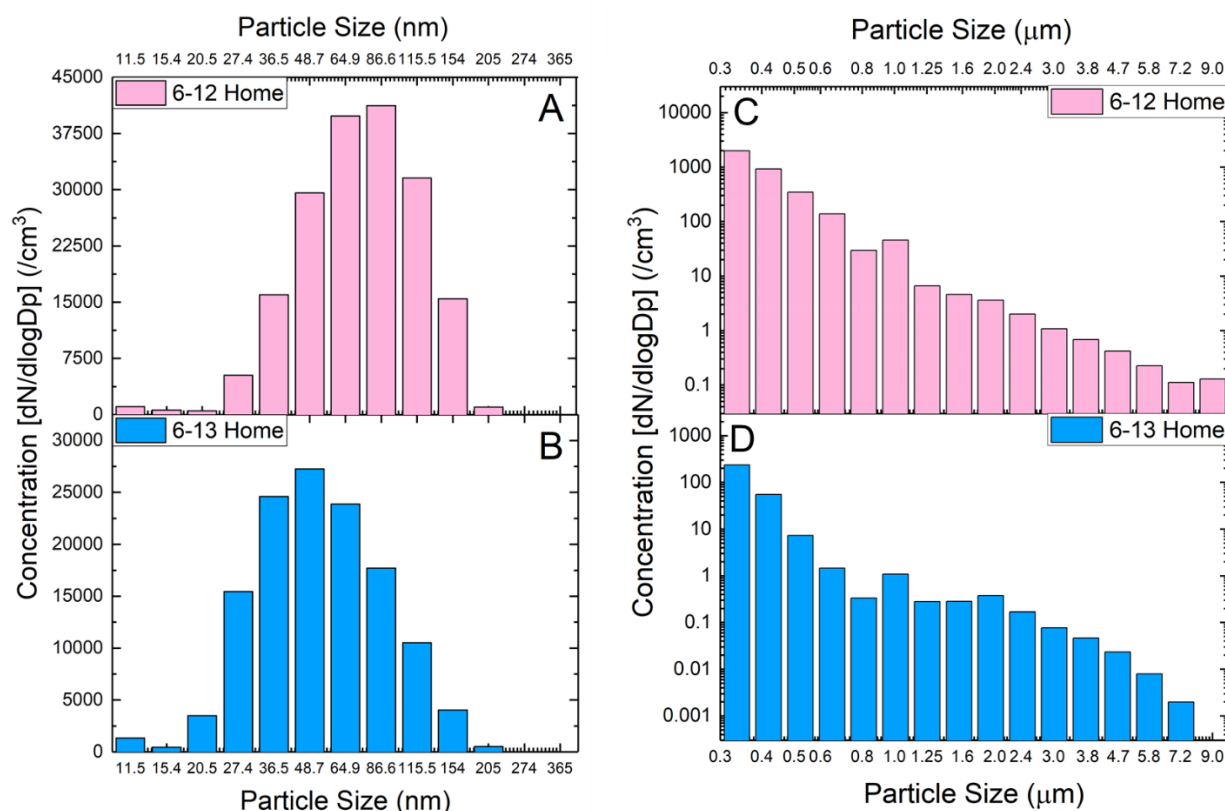 Particle Size (nm)
11.5 15.4 20.5 27.4 36.5 48.7 64.9 86.6 115.5 154 205 274 365
45000
37500
30000
22500
15000
7500
0
6-12 Home
A
30000
25000
20000
15000
10000
5000
0
6-13 Home
B
Concentration [dN/dlogDp] (/cm³)
11.5 15.4 20.5 27.4 36.5 48.7 64.9 86.6 115.5 154 205 274 365
Particle Size (nm)
Particle Size (μm)
0.3 0.4 0.5 0.6 0.8 1.0 1.25 1.6 2.0 2.4 3.0 3.8 4.7 5.8 7.2 9.0
10000
1000
100
10
1
0.1
C
6-12 Home
1000
100
10
1
0.1
0.01
0.001
D
6-13 Home
Concentration [dN/dlogDp] (/cm³)
0.3 0.4 0.5 0.6 0.8 1.0 1.25 1.6 2.0 2.4 3.0 3.8 4.7 5.8 7.2 9.0
Particle Size (μm)